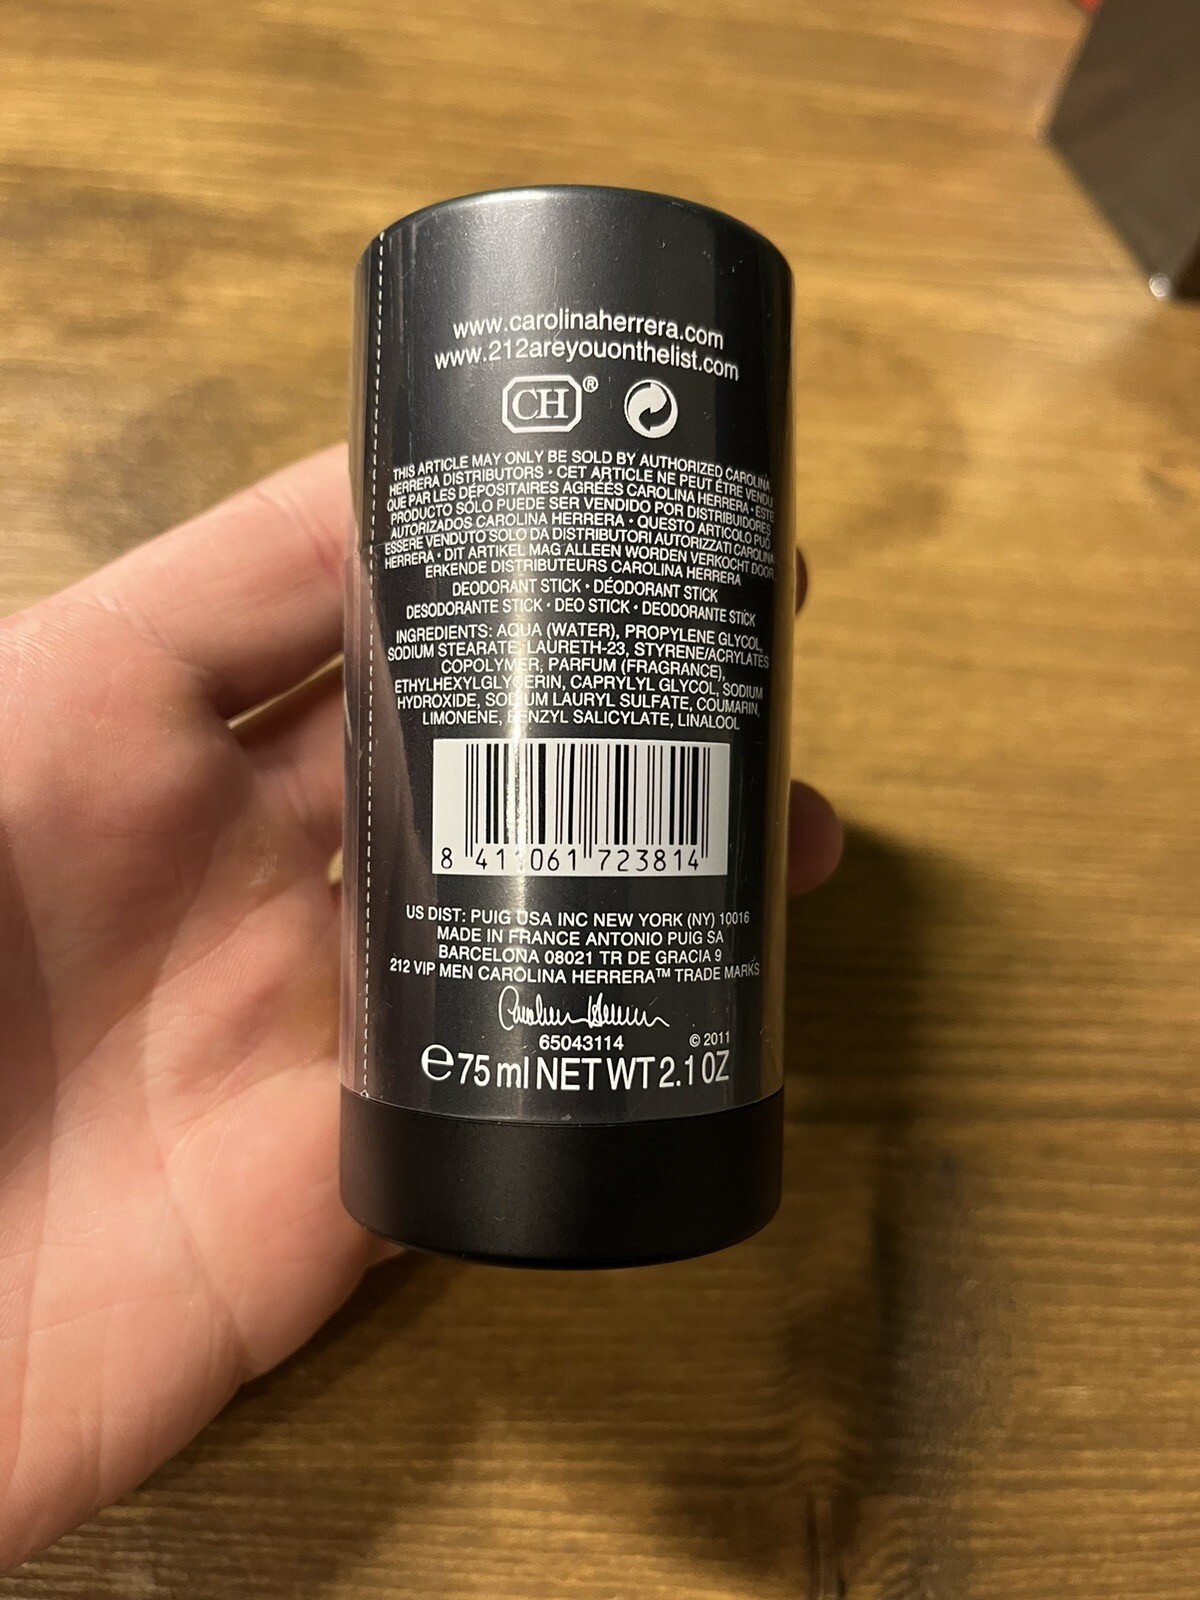 www.carolinaherrera.com
www.212areyouonthelist.com
CH®
THIS ARTICLE MAY ONLY BE SOLD BY AUTHORIZED CAROLINA
HERRERA DISTRIBUTORS • CET ARTICLE NE PEUT ÊTRE VENDU
QUE PAR LES DÉPOSITAIRES AGRÉÉS CAROLINA HERRERA • ESTE
PRODUCTO SÓLO PUEDE SER VENDIDO POR DISTRIBUIDORES
AUTORIZADOS CAROLINA HERRERA • QUESTO ARTICOLO PUÒ
ESSERE VENDUTO SOLO DA DISTRIBUTORI AUTORIZZATI CAROLINA
HERRERA • DIT ARTIKEL MAG ALLEEN WORDEN VERKOCHT DOOR
ERKENDE DISTRIBUTEURS CAROLINA HERRERA
DEODORANT STICK • DÉODORANT STICK
DESODORANTE STICK • DEO STICK • DEODORANTE STICK
INGREDIENTS: AQUA (WATER), PROPYLENE GLYCOL,
SODIUM STEARATE, LAURETH-23, STYRENE/ACRYLATES
COPOLYMER, PARFUM (FRAGRANCE),
ETHYLHEXYLGLYCERIN, CAPRYLYL GLYCOL, SODIUM
HYDROXIDE, SODIUM LAURYL SULFATE, COUMARIN,
LIMONENE, BENZYL SALICYLATE, LINALOOL
8 411061 723814
US DIST: PUIG USA INC NEW YORK (NY) 10016
MADE IN FRANCE ANTONIO PUIG SA
BARCELONA 08021 TR DE GRACIA 9
212 VIP MEN CAROLINA HERRERA™ TRADE MARKS
Carolina Herrera
65043114 © 2011
℮75 ml NET WT 2.1 OZ